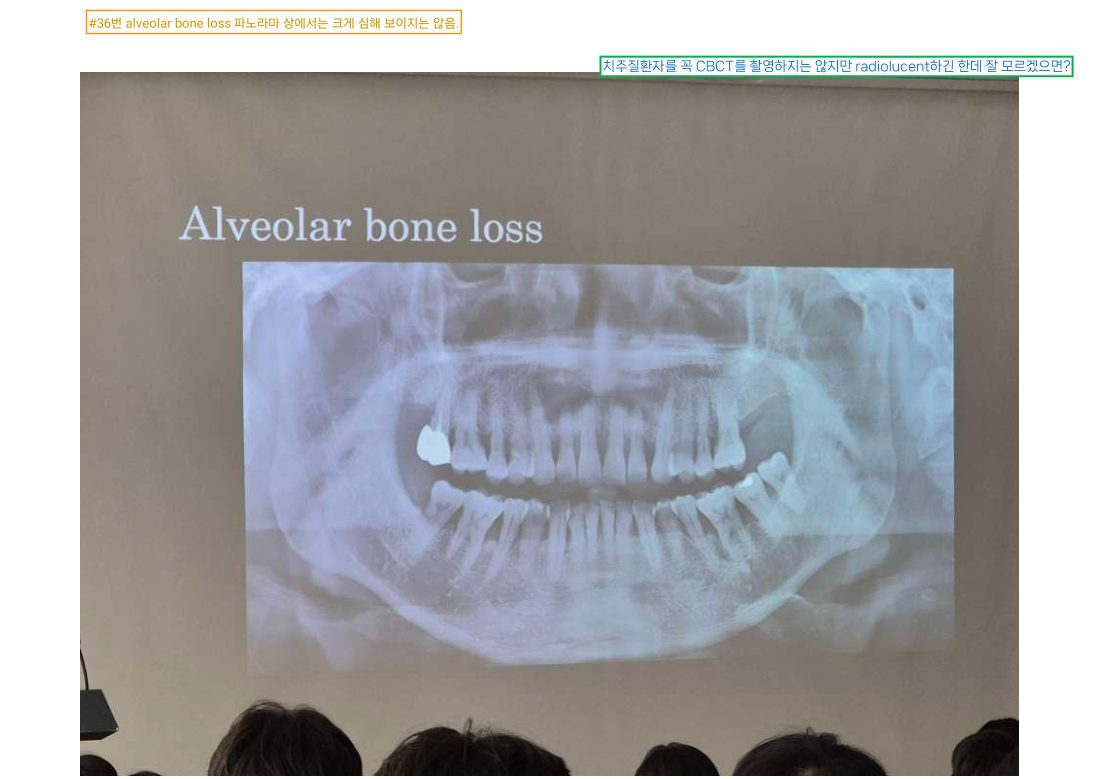 #36번 alveolar bone loss 파노라마 상에서는 크게 심해 보이지는 않음.
치주질환자를 꼭 CBCT를 촬영하지는 않지만 radiolucent하긴 한데 잘 모르겠으면?
Alveolar bone loss